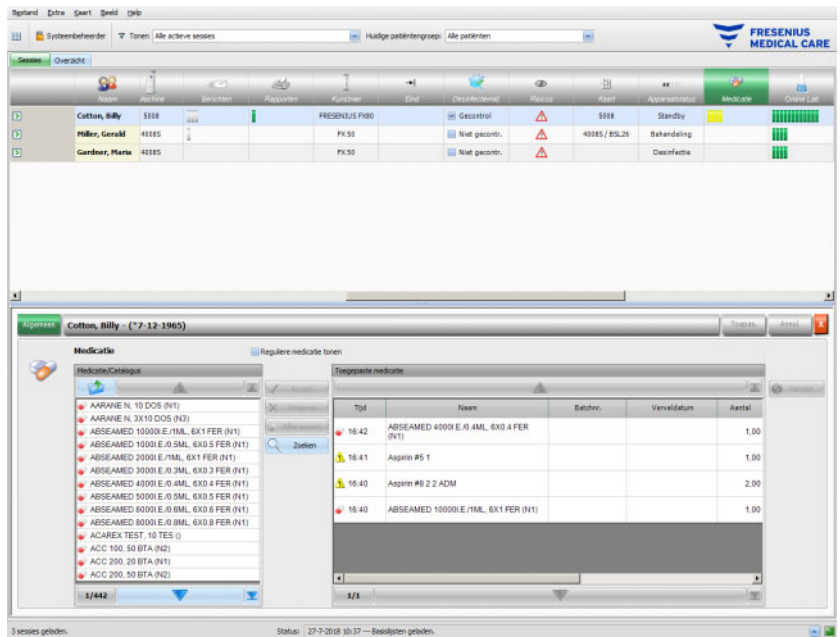 Bestand Extra Kaart Beeld Help
Systeembeheerder Tonen Alle actieve sessies Huidige patiëntengroep: Alle patiënten
FRESENIUS
MEDICAL CARE
Sessies Overzicht
Naam Machine Berichten Rapporten Kunstnier Eind Desinfectiemid. Risicos Kaart Apparaatstatus Medicatie Online Lab
Cotton, Billy 5008 FRESENIUS FX80 Gecontrol 5008 Standby
Miller, Gerald 4008S FX 50 Niet gecontr. 4008S / BSL26 Behandeling
Gardner, Maria 4008S FX 50 Niet gecontr. Desinfectie
Algemeen Cotton, Billy - (*7-12-1965) Toepas. Annul. X
Medicatie Reguliere medicatie tonen
Medicatie/Catalogus Toegepaste medicatie
Zoeken
AARANE N, 10 DOS (N1)
AARANE N, 3X10 DOS (N3)
ABSEAMED 10000I.E./1ML, 6X1 FER (N1)
ABSEAMED 1000I.E./0.5ML, 6X0.5 FER (N1)
ABSEAMED 2000I.E./1ML, 6X1 FER (N1)
ABSEAMED 3000I.E./0.3ML, 6X0.3 FER (N1)
ABSEAMED 4000I.E./0.4ML, 6X0.4 FER (N1)
ABSEAMED 5000I.E./0.5ML, 6X0.5 FER (N1)
ABSEAMED 6000I.E./0.6ML, 6X0.6 FER (N1)
ABSEAMED 8000I.E./0.8ML, 6X0.8 FER (N1)
ACAREX TEST, 10 TES ()
ACC 100, 50 BTA (N2)
ACC 200, 20 BTA (N1)
ACC 200, 50 BTA (N2)
1/442
Tijd Naam Batchnr. Vervaldatum Aantal
16:42 ABSEAMED 4000I.E./0.4ML, 6X0.4 FER (N1) 1,00
16:41 Aspirin #5 1 1,00
16:40 Aspirin #8 2 2 ADM 2,00
16:40 ABSEAMED 10000I.E./1ML, 6X1 FER (N1) 1,00
1/1
3 sessies geladen. Status: 27-7-2018 10:37 --- Basislijsten geladen.